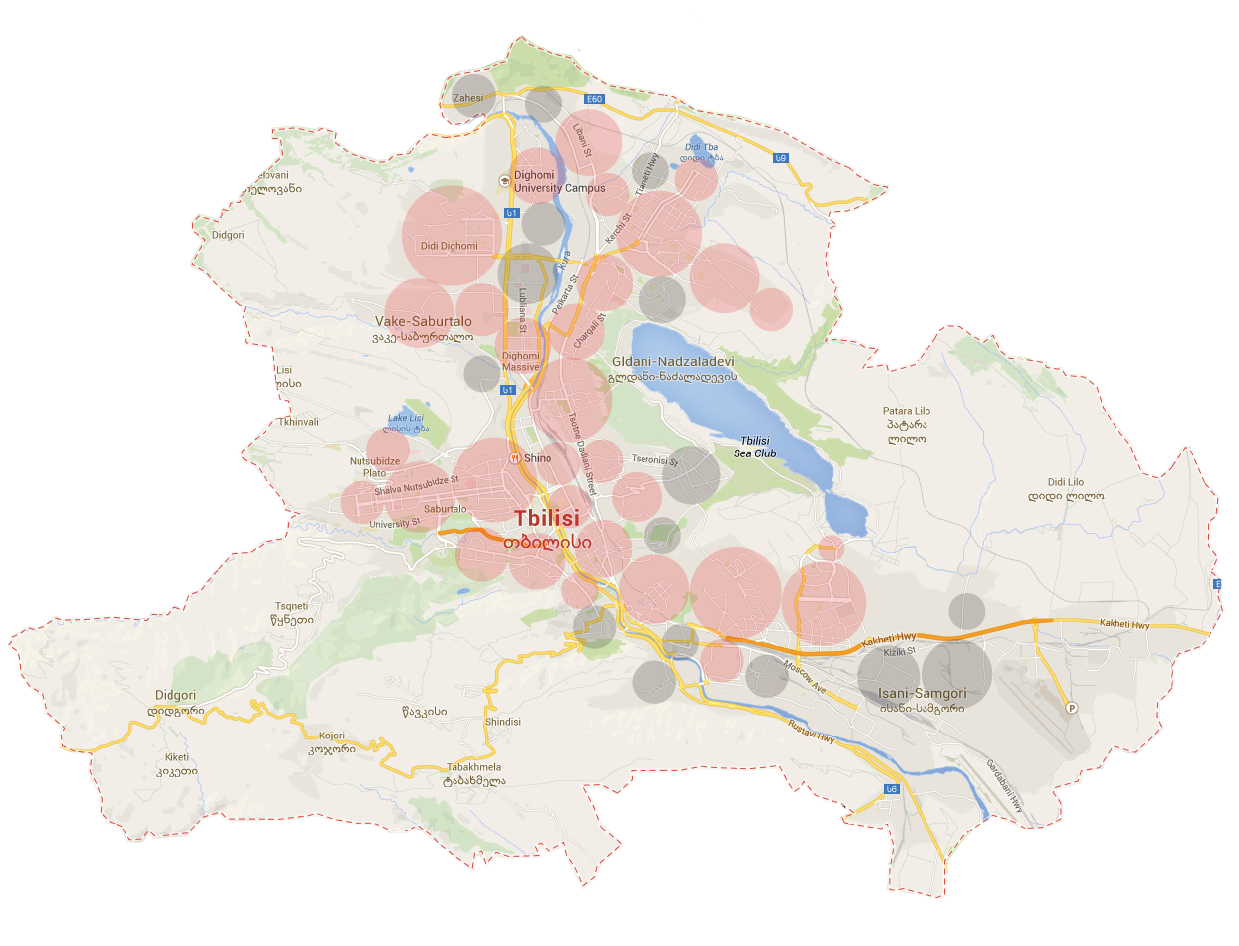 Zahesi
E60
Libani St
Didi Tba
დიდი ტბა
ს9
Tianeti Hwy
Dighomi
University Campus
ელოვანი
ს1
Didgori
Kerchi St
Didi Dichomi
Kura
Peikarta St
Lubliana St
Vake-Saburtalo
ვაკე-საბურთალო
Chargali St
Dighomi
Massive
Gldani-Nadzaladevi
გლდანი-ნაძალადევის
Lisi
ს1
Lake Lisi
ლისის ტბა
Tkhinvali
Patara Lilo
პატარა
ლილო
Tbilisi
Sea Club
Tsotne Dadiani Street
Shino
Tseronisi St
Nutsubidze
Plato
Shalva Nutsubidze St
Didi Lilo
დიდი ლილო
Saburtalo
University St
Tbilisi
თბილისი
E
Tsqneti
წყნეთი
Kakheti Hwy
Kakheti Hwy
Kiziki St
Moscow Ave
Isani-Samgori
ისანი-სამგორი
P
Didgori
დიდგორი
წავკისი
Shindisi
Rustavi Hwy
Kojori
კოჯორი
Kiketi
კიკეთი
Tabakhmela
ტაბახმელა
Gardabani Hwy
ს6